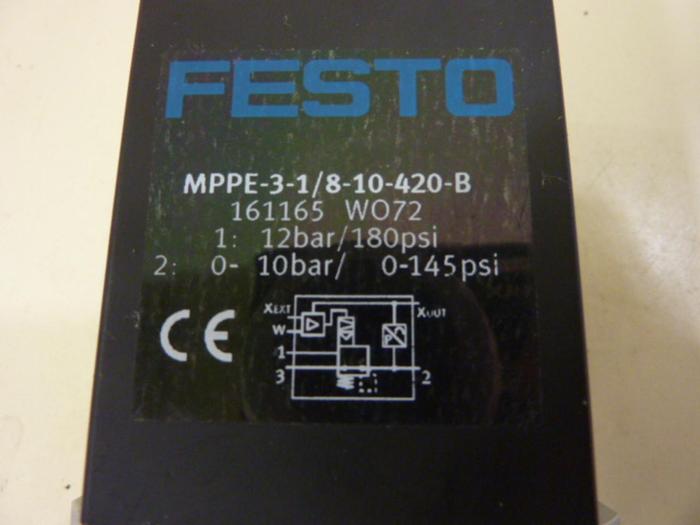 FESTO
MPPE-3-1/8-10-420-B
161165 WO72
1: 12bar/180psi
2: 0- 10bar/ 0-145psi
CE
XEXT
XOUT
W
P
1
3
2